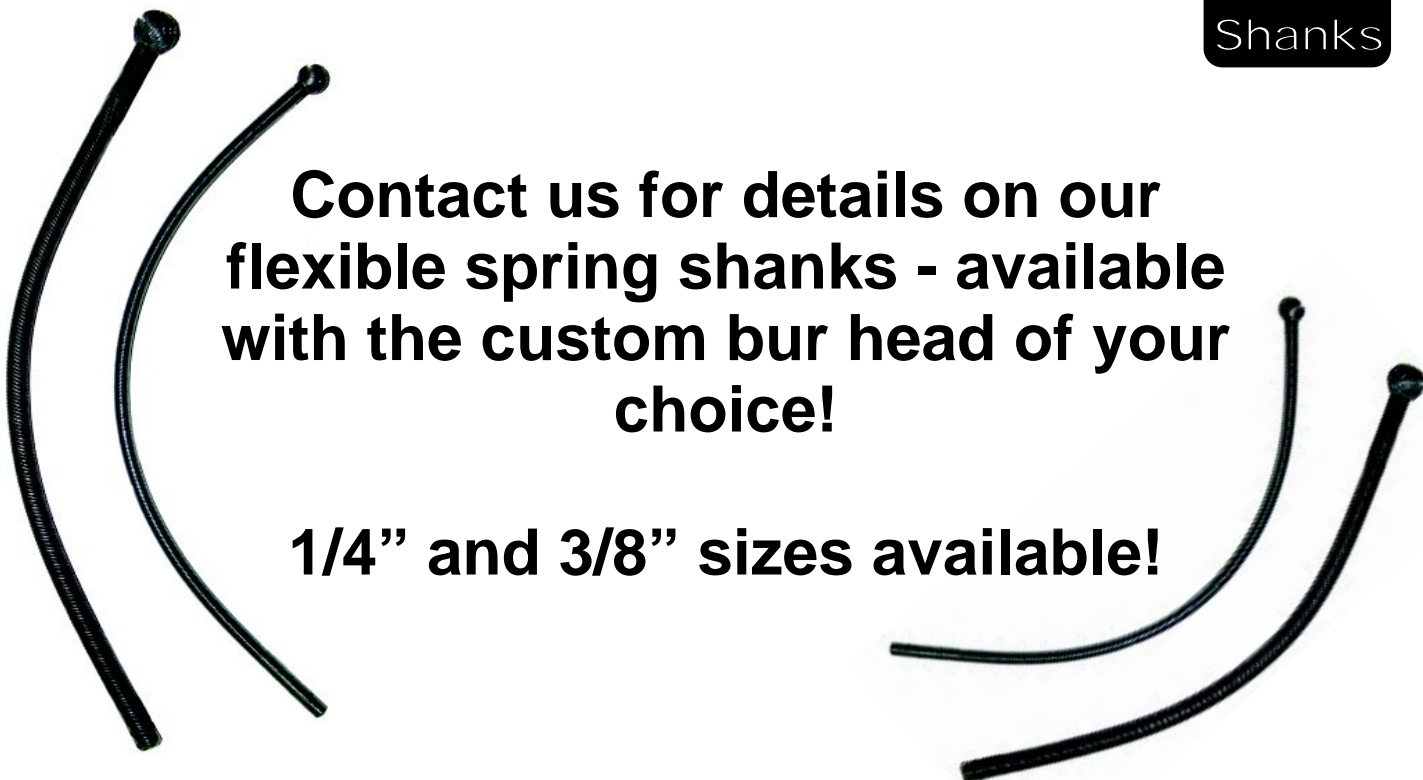 Shanks
Contact us for details on our
flexible spring shanks - available
with the custom bur head of your
choice!
1/4” and 3/8” sizes available!